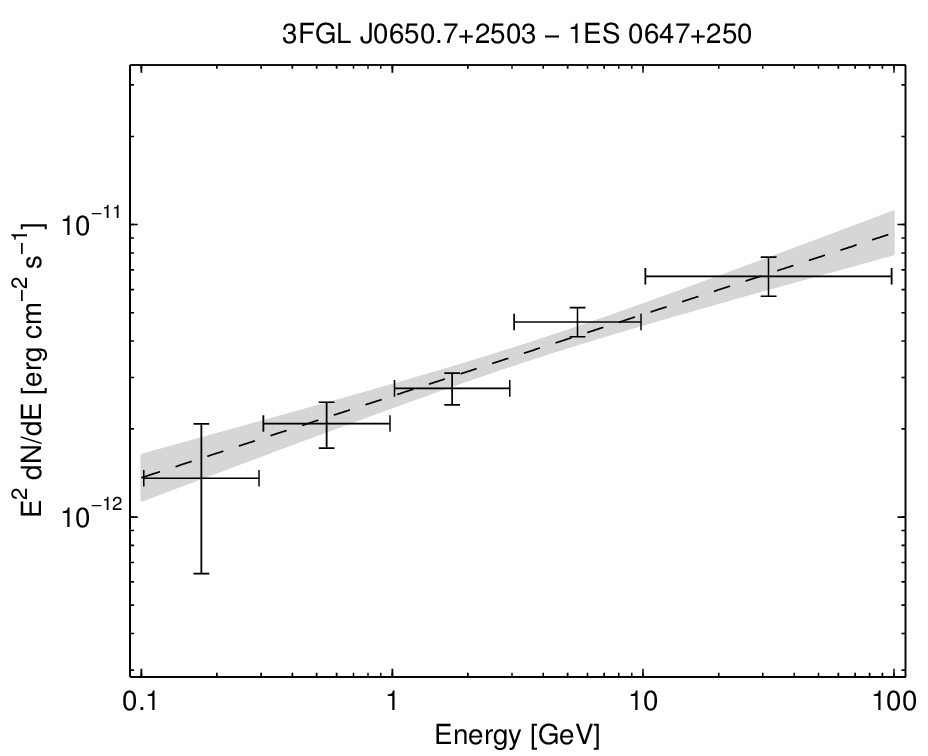 3FGL J0650.7+2503 − 1ES 0647+250
E² dN/dE [erg cm⁻² s⁻¹]
10⁻¹¹
10⁻¹²
0.1 1 10 100
Energy [GeV]